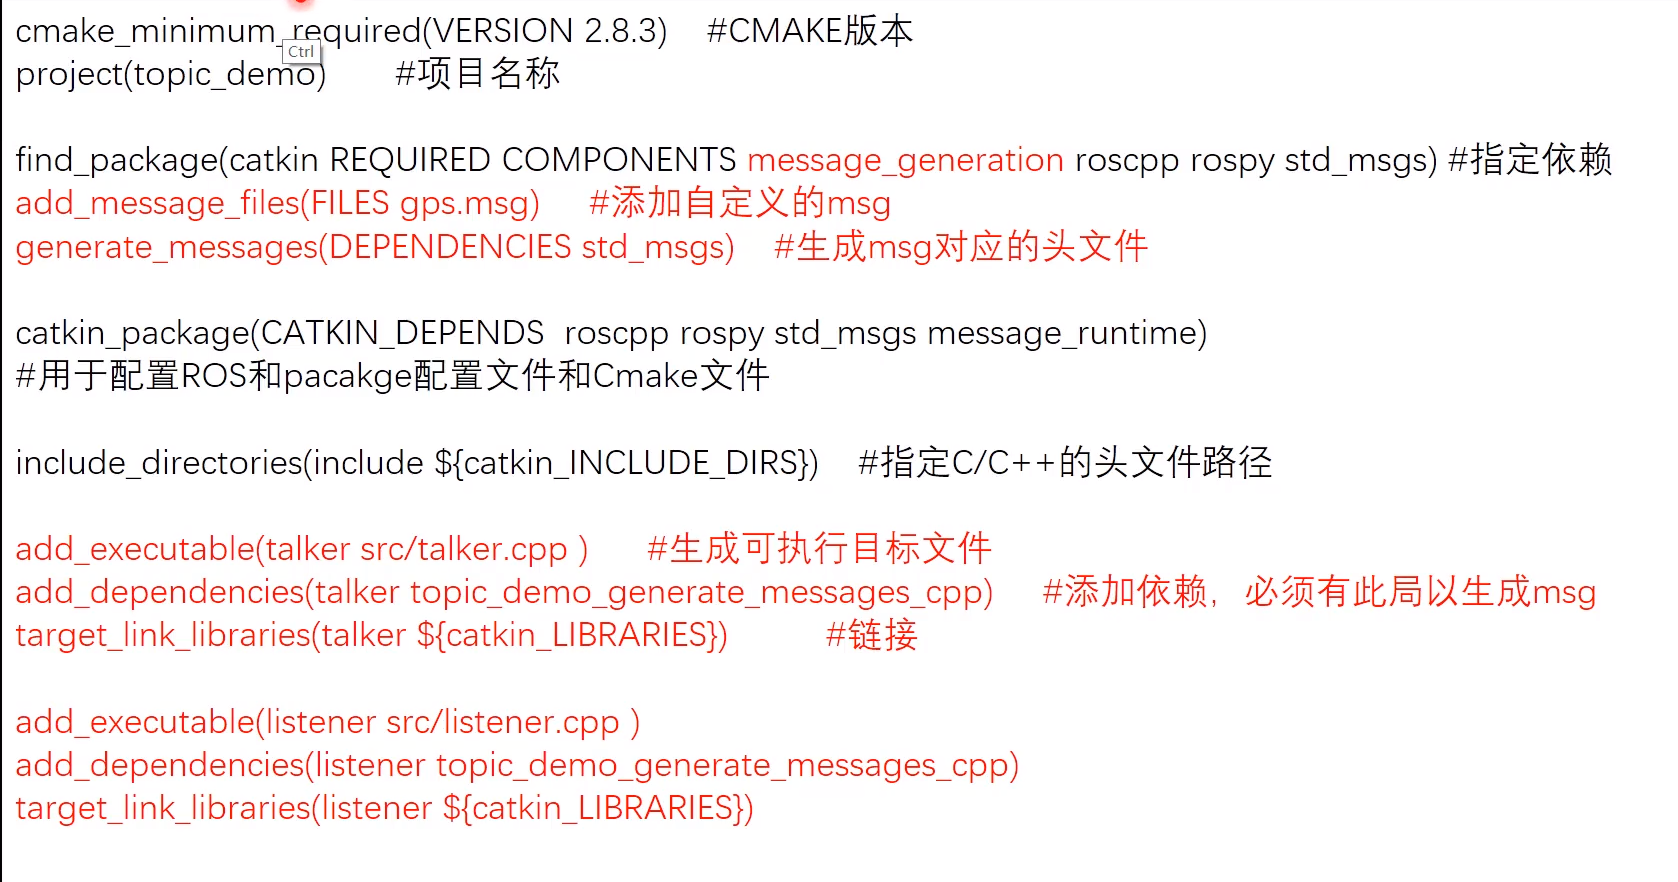 cmake_minimum_required(VERSION 2.8.3) #CMAKE版本
Ctrl
project(topic_demo) #项目名称
find_package(catkin REQUIRED COMPONENTS message_generation roscpp rospy std_msgs) #指定依赖
add_message_files(FILES gps.msg) #添加自定义的msg
generate_messages(DEPENDENCIES std_msgs) #生成msg对应的头文件
catkin_package(CATKIN_DEPENDS roscpp rospy std_msgs message_runtime)
#用于配置ROS和pacakge配置文件和Cmake文件
include_directories(include ${catkin_INCLUDE_DIRS}) #指定C/C++的头文件路径
add_executable(talker src/talker.cpp ) #生成可执行目标文件
add_dependencies(talker topic_demo_generate_messages_cpp) #添加依赖，必须有此局以生成msg
target_link_libraries(talker ${catkin_LIBRARIES}) #链接
add_executable(listener src/listener.cpp )
add_dependencies(listener topic_demo_generate_messages_cpp)
target_link_libraries(listener ${catkin_LIBRARIES})